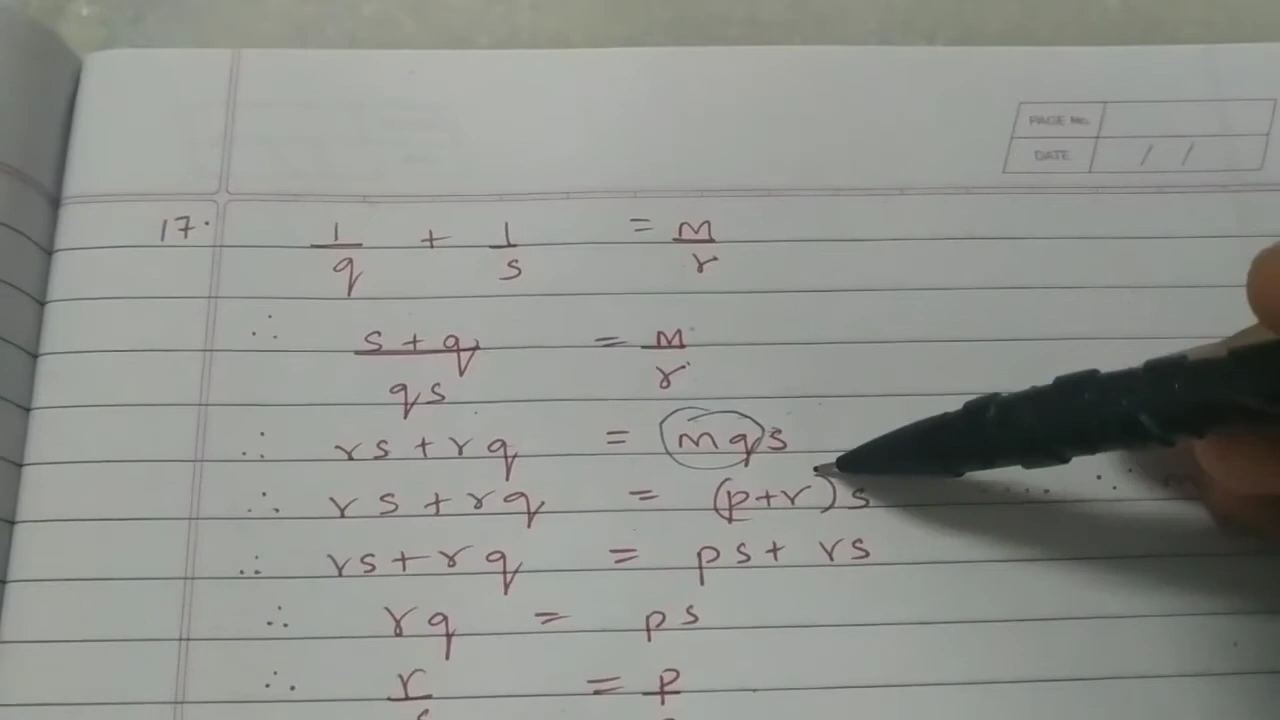 PAGE No.
DATE / /
17. 1/q + 1/s = m/r
∴ s + q/qs = m/r
∴ rs + rq = mqs
∴ rs + rq = (p+r)s
∴ rs + rq = ps + rs
∴ rq = ps
∴ r = p